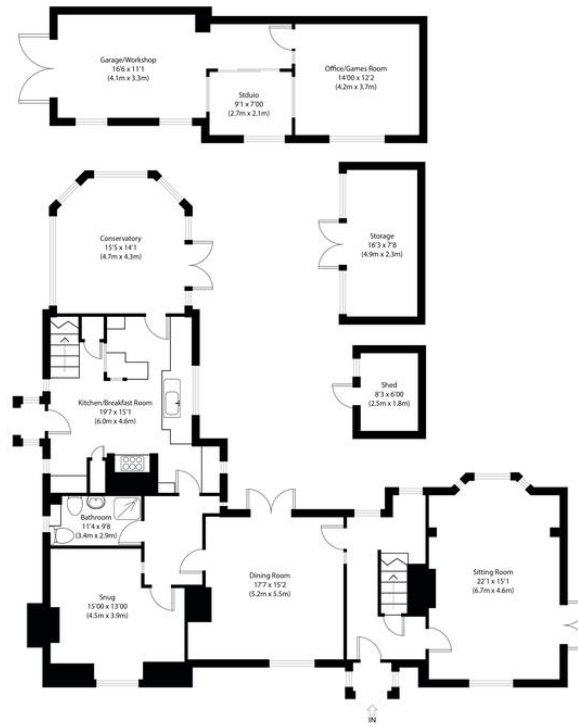 Garage/Workshop
16'6 x 11'1
(4.1m x 3.3m)
Office/Games Room
14'00 x 12'2
(4.2m x 3.7m)
Stduio
9'1 x 7'00
(2.7m x 2.1m)
Conservatory
15'5 x 14'1
(4.7m x 4.3m)
Storage
16'3 x 7'8
(4.9m x 2.3m)
Shed
8'3 x 6'00
(2.5m x 1.8m)
Kitchen/Breakfast Room
19'7 x 15'1
(6.0m x 4.6m)
Bathroom
11'4 x 9'8
(3.4m x 2.9m)
Snug
15'00 x 13'00
(4.5m x 3.9m)
Dining Room
17'7 x 15'2
(5.2m x 5.5m)
Sitting Room
22'1 x 15'1
(6.7m x 4.6m)
IN